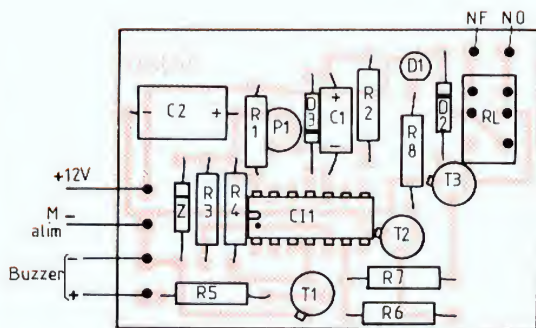 NF NO
D1
C2
R1
P1
D3
C1
R2
R8
D2
RL
+12V
M -
alim
Z
R3
R4
CI1
T3
T2
Buzzer
-
+
R5
T1
R7
R6